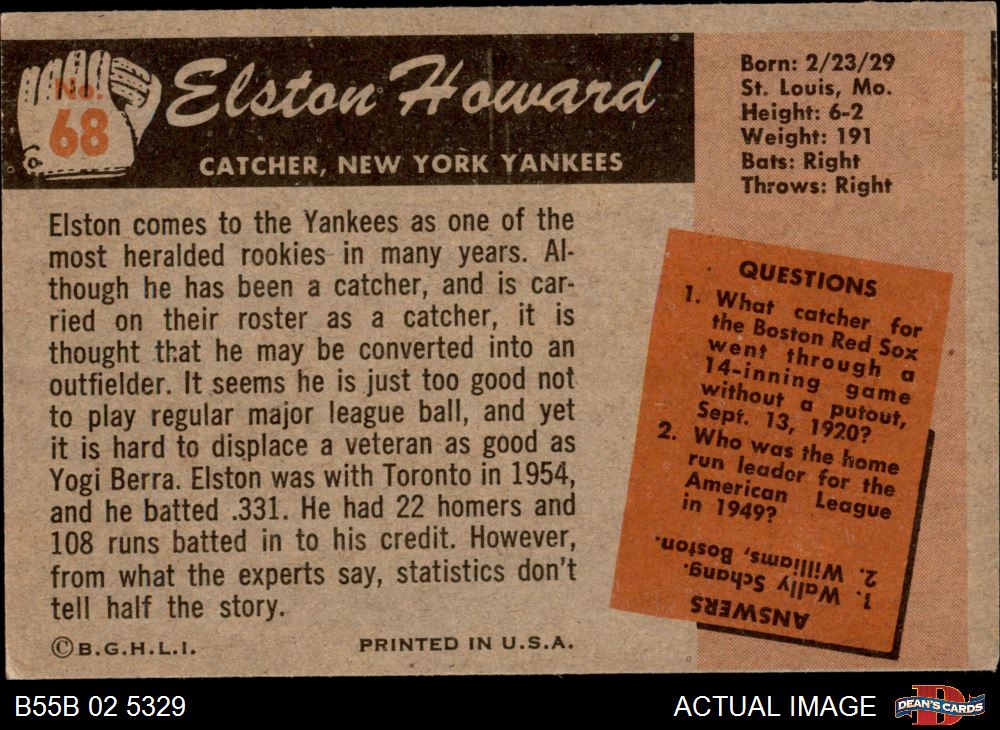 No.
68
Elston Howard
CATCHER, NEW YORK YANKEES
Born: 2/23/29
St. Louis, Mo.
Height: 6-2
Weight: 191
Bats: Right
Throws: Right
Elston comes to the Yankees as one of the
most heralded rookies in many years. Al-
though he has been a catcher, and is car-
ried on their roster as a catcher, it is
thought that he may be converted into an
outfielder. It seems he is just too good not
to play regular major league ball, and yet
it is hard to displace a veteran as good as
Yogi Berra. Elston was with Toronto in 1954,
and he batted .331. He had 22 homers and
108 runs batted in to his credit. However,
from what the experts say, statistics don't
tell half the story.
©B.G.H.L.I.
PRINTED IN U.S.A.
QUESTIONS
1. What catcher for
the Boston Red Sox
went through a
14-inning game
without a putout,
Sept. 13, 1920?
2. Who was the home
run leader for the
American League
in 1949?
ANSWERS
1. Wally Schang.
2. Williams, Boston.
B55B 02 5329
ACTUAL IMAGE
DEAN'S CARDS